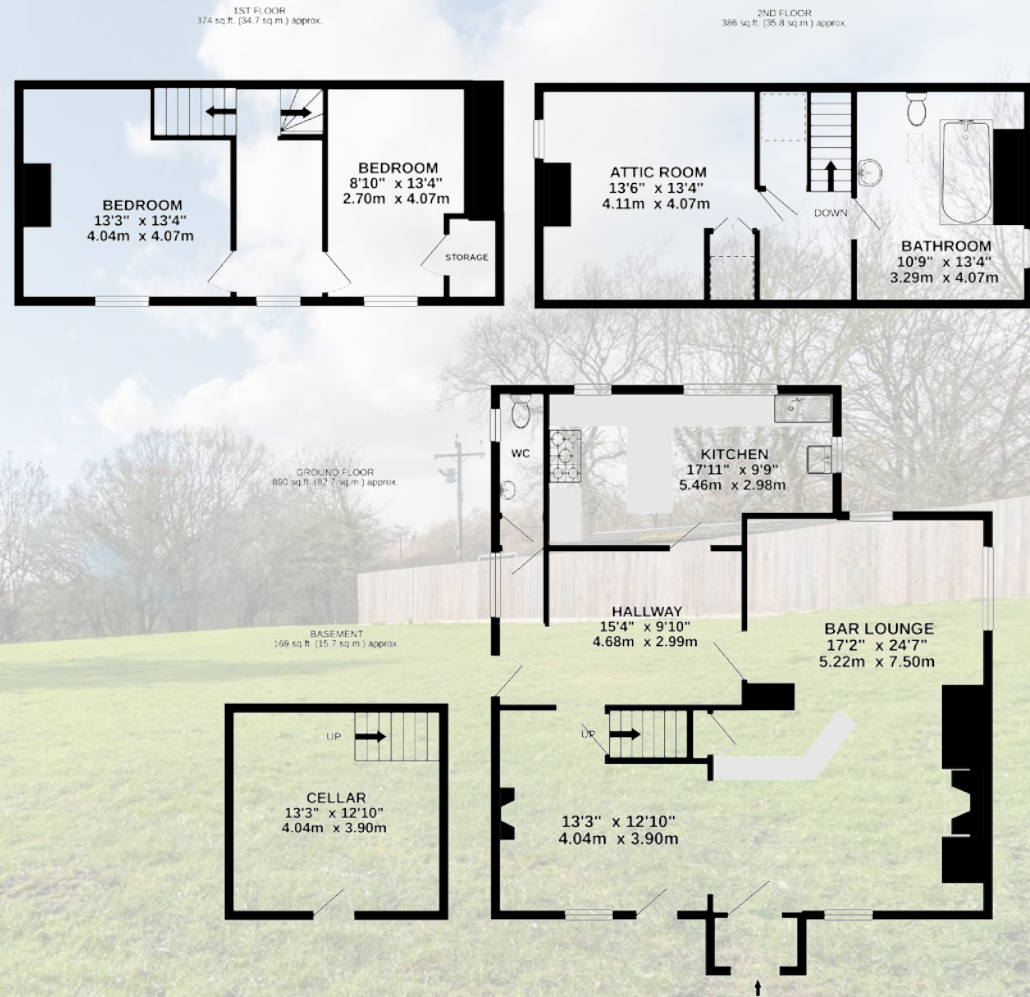 1ST FLOOR
374 sq.ft. (34.7 sq.m.) approx.
2ND FLOOR
386 sq.ft. (35.8 sq.m.) approx.
BEDROOM
13'3" x 13'4"
4.04m x 4.07m
BEDROOM
8'10" x 13'4"
2.70m x 4.07m
STORAGE
ATTIC ROOM
13'6" x 13'4"
4.11m x 4.07m
DOWN
BATHROOM
10'9" x 13'4"
3.29m x 4.07m
GROUND FLOOR
890 sq.ft. (82.7 sq.m.) approx.
WC
KITCHEN
17'11" x 9'9"
5.46m x 2.98m
HALLWAY
15'4" x 9'10"
4.68m x 2.99m
BAR LOUNGE
17'2" x 24'7"
5.22m x 7.50m
UP
13'3" x 12'10"
4.04m x 3.90m
BASEMENT
169 sq.ft. (15.7 sq.m.) approx.
UP
CELLAR
13'3" x 12'10"
4.04m x 3.90m